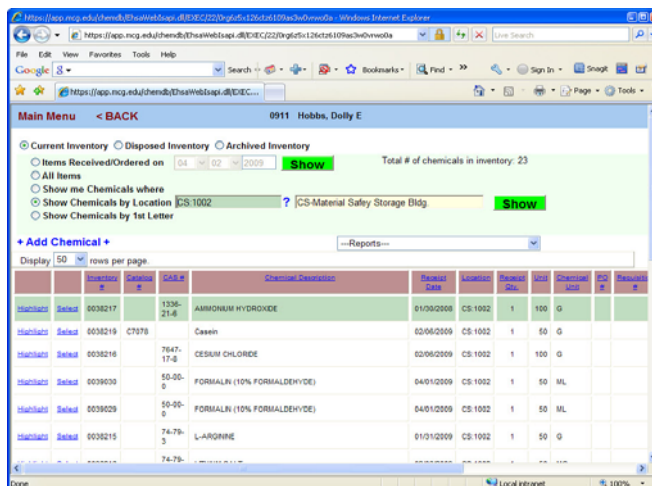 https://app.mcg.edu/chemdb/EhsaWebIsapi.dll/EXEC/22/0rg6z5x126ctz6109as3w0vrwo0a - Windows Internet Explorer
https://app.mcg.edu/chemdb/EhsaWebIsapi.dll/EXEC/22/0rg6z5x126ctz6109as3w0vrwo0a Live Search
File Edit View Favorites Tools Help
Google Search Bookmarks Find Sign In SnagIt
https://app.mcg.edu/chemdb/EhsaWebIsapi.dll/EXEC... Page Tools
Main Menu < BACK 0911 Hobbs, Dolly E
Current Inventory Disposed Inventory Archived Inventory
Items Received/Ordered on 04 02 2009 Show Total # of chemicals in inventory: 23
All Items
Show me Chemicals where
Show Chemicals by Location CS:1002 ? CS-Material Safey Storage Bldg. Show
Show Chemicals by 1st Letter
+ Add Chemical + ---Reports---
Display 50 rows per page.
Inventory # Catalog # CAS # Chemical Description Receipt Date Location Receipt Qty. Unit Chemical Unit PO # Requisition #
Highlight Select 0038217 1336-21-6 AMMONIUM HYDROXIDE 01/30/2008 CS:1002 1 100 G
Highlight Select 0038219 C7078 Casein 02/06/2009 CS:1002 1 50 G
Highlight Select 0038216 7647-17-8 CESIUM CHLORIDE 02/06/2009 CS:1002 1 100 G
Highlight Select 0039030 50-00-0 FORMALIN (10% FORMALDEHYDE) 04/01/2009 CS:1002 1 50 ML
Highlight Select 0039029 50-00-0 FORMALIN (10% FORMALDEHYDE) 04/01/2009 CS:1002 1 50 ML
Highlight Select 0038215 74-79-3 L-ARGININE 01/31/2009 CS:1002 1 50 G
74-79-
Done Local intranet 100%